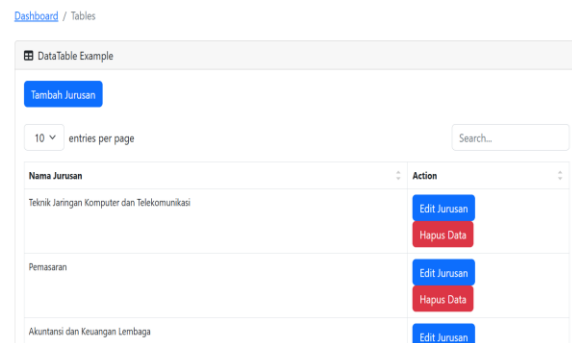 Dashboard / Tables
DataTable Example
Tambah Jurusan
10 entries per page
Search...
Nama Jurusan Action
Teknik Jaringan Komputer dan Telekomunikasi Edit Jurusan
Hapus Data
Pemasaran Edit Jurusan
Hapus Data
Akuntansi dan Keuangan Lembaga Edit Jurusan